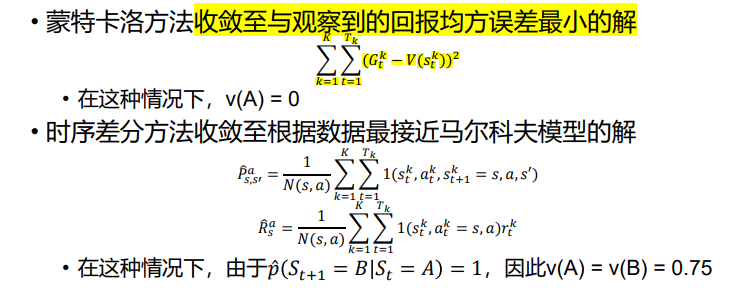 • 蒙特卡洛方法收敛至与观察到的回报均方误差最小的解
$\sum_{k=1}^{K}\sum_{t=1}^{T_k}(G_t^k - V(s_t^k))^2$
• 在这种情况下，v(A) = 0
• 时序差分方法收敛至根据数据最接近马尔科夫模型的解
$\hat{P}_{s,s'}^{a} = \frac{1}{N(s,a)}\sum_{k=1}^{K}\sum_{t=1}^{T_k}1(s_t^k, a_t^k, s_{t+1}^k = s, a, s')$
$\hat{R}_s^a = \frac{1}{N(s,a)}\sum_{k=1}^{K}\sum_{t=1}^{T_k}1(s_t^k, a_t^k = s, a)r_t^k$
• 在这种情况下，由于$\hat{p}(S_{t+1} = B|S_t = A) = 1$，因此v(A) = v(B) = 0.75